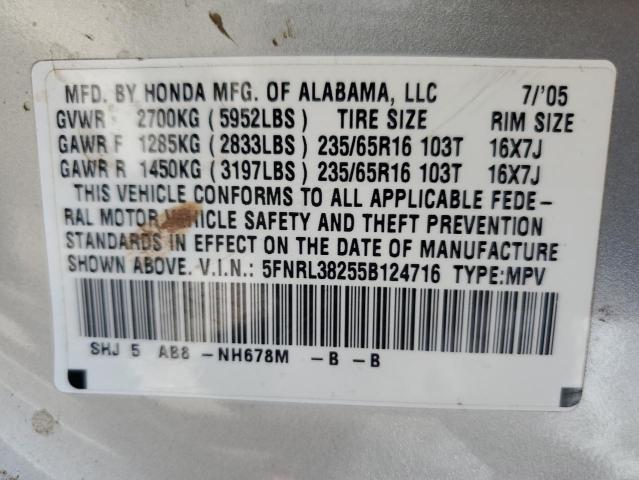 MFD. BY HONDA MFG. OF ALABAMA, LLC 7/'05
GVWR 2700KG (5952LBS) TIRE SIZE RIM SIZE
GAWR F 1285KG (2833LBS) 235/65R16 103T 16X7J
GAWR R 1450KG (3197LBS) 235/65R16 103T 16X7J
THIS VEHICLE CONFORMS TO ALL APPLICABLE FEDE-
RAL MOTOR VEHICLE SAFETY AND THEFT PREVENTION
STANDARDS IN EFFECT ON THE DATE OF MANUFACTURE
SHOWN ABOVE. V.I.N.: 5FNRL38255B124716 TYPE:MPV
SHJ 5 AB8 -NH678M -B -B